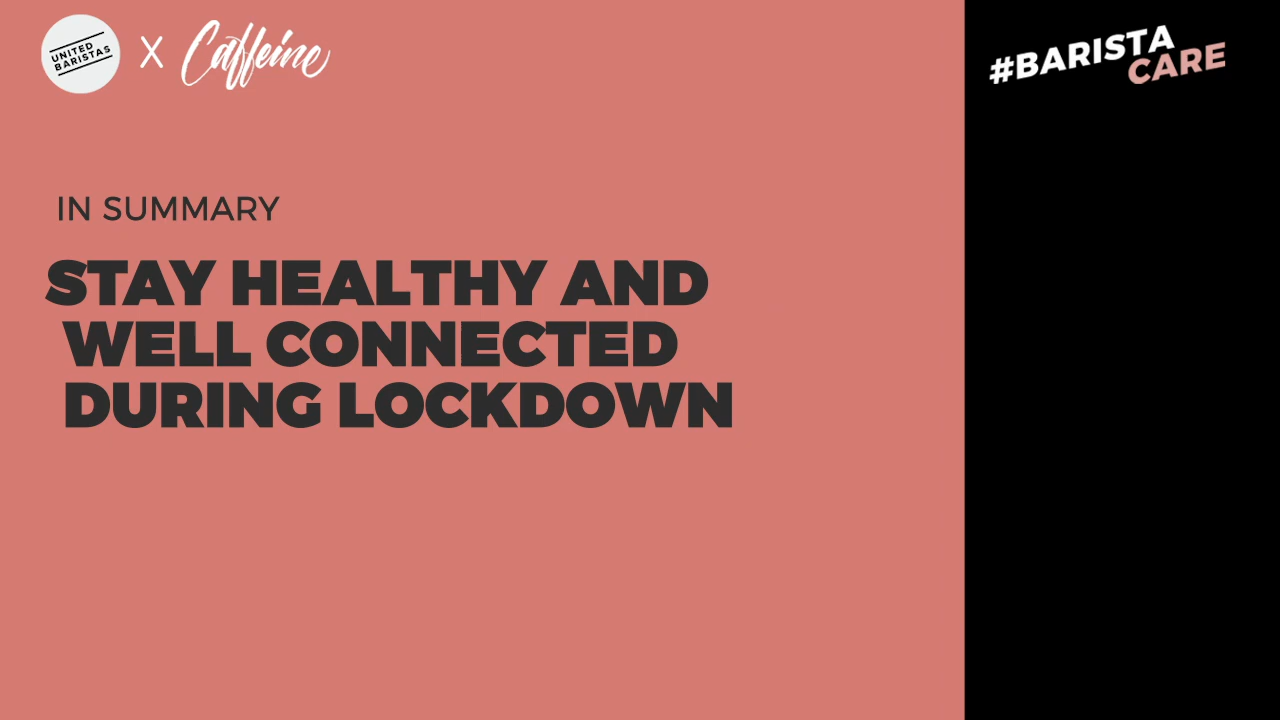 UNITED
BARISTAS
X
Caffeine
#BARISTA
CARE
IN SUMMARY
STAY HEALTHY AND
WELL CONNECTED
DURING LOCKDOWN